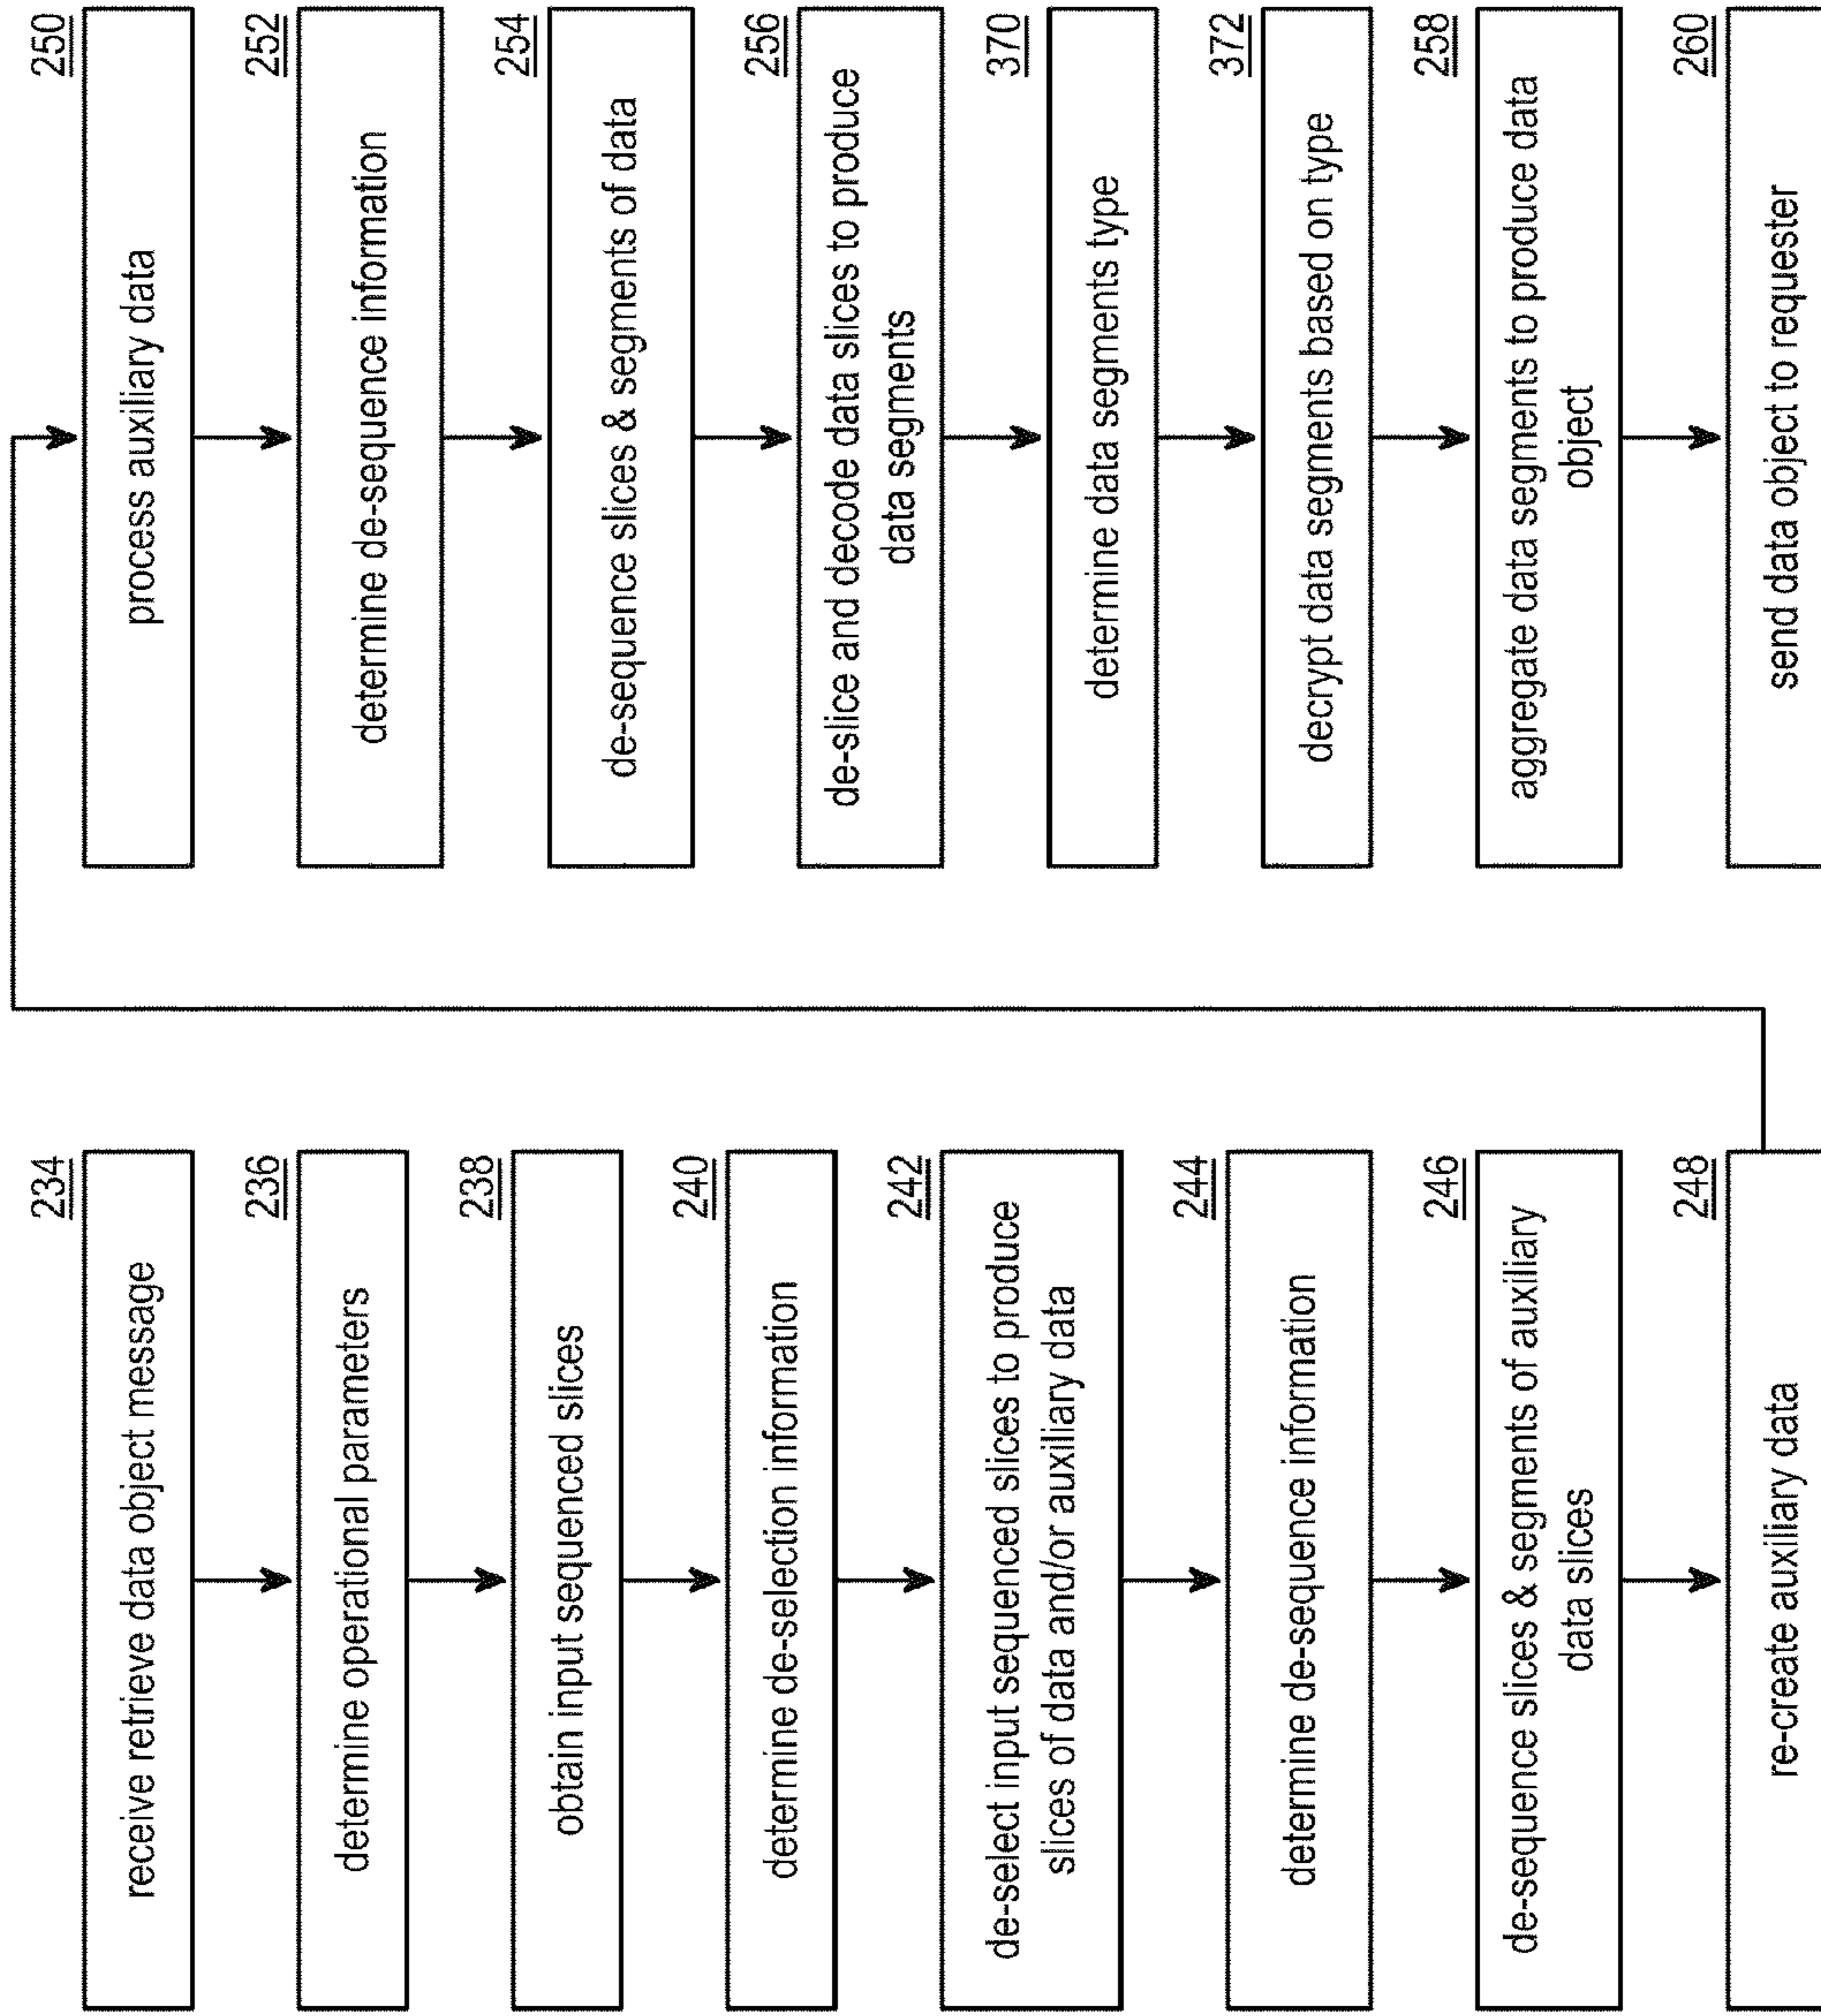 234
receive retrieve data object message
236
determine operational parameters
238
obtain input sequenced slices
240
determine de-selection information
242
de-select input sequenced slices to produce
slices of data and/or auxiliary data
244
determine de-sequence information
246
de-sequence slices & segments of auxiliary
data slices
248
re-create auxiliary data
250
process auxiliary data
252
determine de-sequence information
254
de-sequence slices & segments of data
256
de-slice and decode data slices to produce
data segments
370
determine data segments type
372
decrypt data segments based on type
258
aggregate data segments to produce data
object
260
send data object to requester